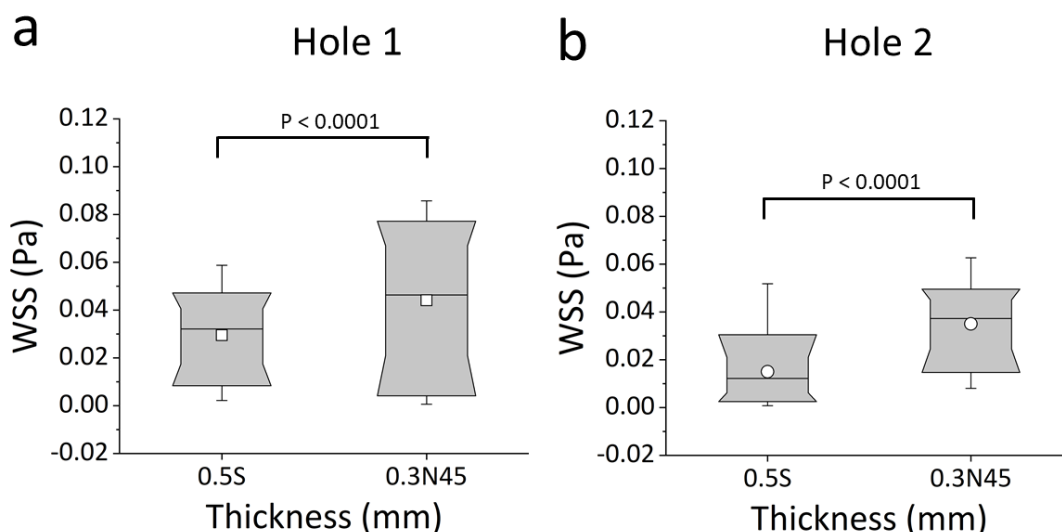 a
Hole 1
P < 0.0001
0.12
0.10
0.08
0.06
0.04
0.02
0.00
-0.02
WSS (Pa)
0.5S
0.3N45
Thickness (mm)
b
Hole 2
P < 0.0001
0.12
0.10
0.08
0.06
0.04
0.02
0.00
-0.02
WSS (Pa)
0.5S
0.3N45
Thickness (mm)